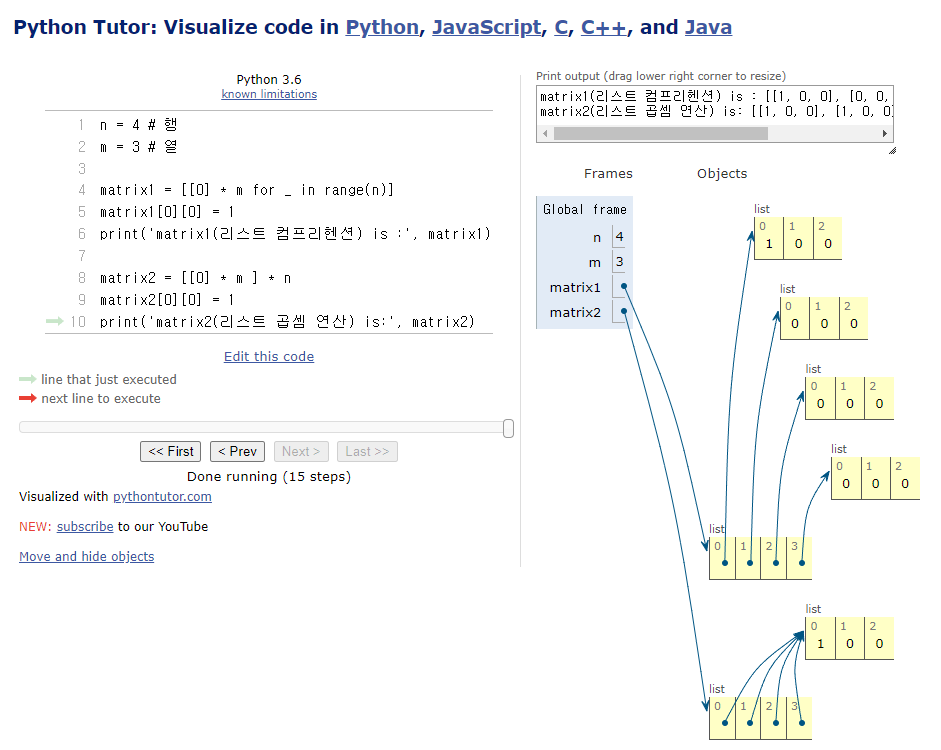 Python Tutor: Visualize code in Python, JavaScript, C, C++, and Java
Python 3.6
known limitations
1 n = 4 # 행
2 m = 3 # 열
3
4 matrix1 = [[0] * m for _ in range(n)]
5 matrix1[0][0] = 1
6 print('matrix1(리스트 컴프리헨션) is :', matrix1)
7
8 matrix2 = [[0] * m ] * n
9 matrix2[0][0] = 1
10 print('matrix2(리스트 곱셈 연산) is:', matrix2)
Edit this code
line that just executed
next line to execute
<< First < Prev Next > Last >>
Done running (15 steps)
Visualized with pythontutor.com
NEW: subscribe to our YouTube
Move and hide objects
Print output (drag lower right corner to resize)
matrix1(리스트 컴프리헨션) is : [[1, 0, 0], [0, 0,
matrix2(리스트 곱셈 연산) is: [[1, 0, 0], [1, 0, 0]
Frames Objects
Global frame
n 4
m 3
matrix1
matrix2
list
0 1 2
1 0 0
list
0 1 2
0 0 0
list
0 1 2
0 0 0
list
0 1 2
0 0 0
list
0 1 2 3
list
0 1 2
1 0 0
list
0 1 2 3